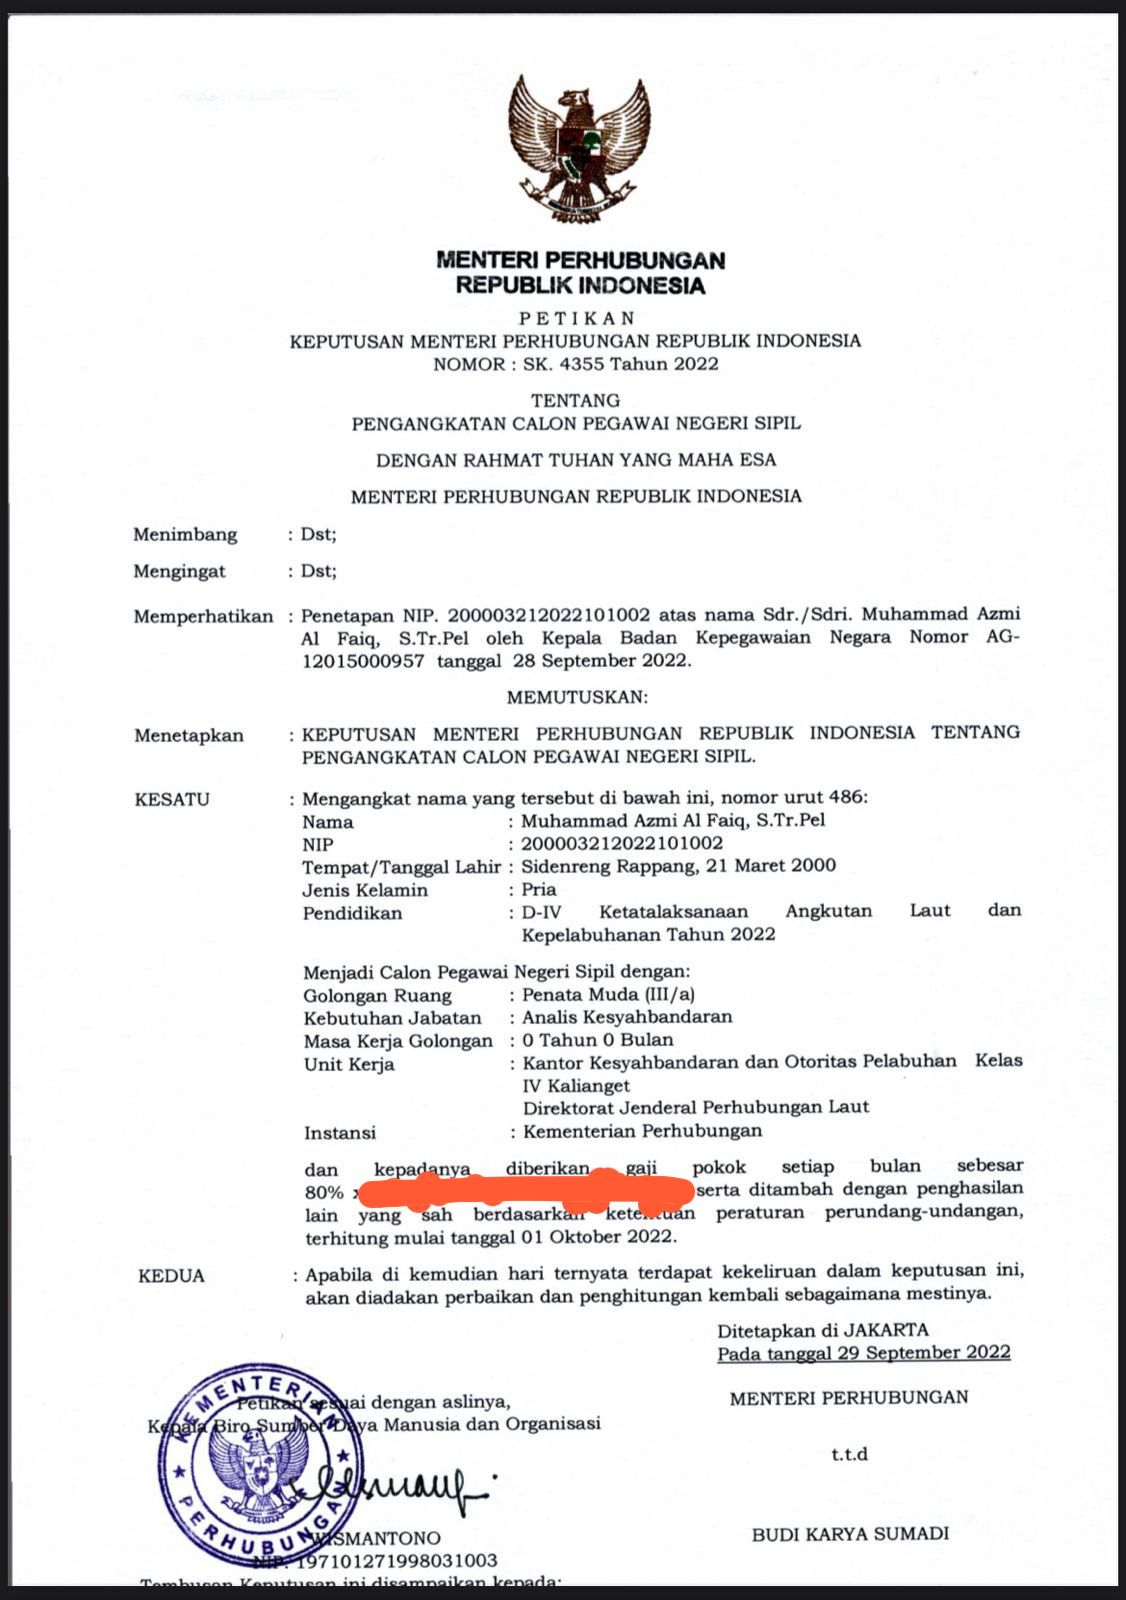 MENTERI PERHUBUNGAN
REPUBLIK INDONESIA
P E T I K A N
KEPUTUSAN MENTERI PERHUBUNGAN REPUBLIK INDONESIA
NOMOR : SK. 4355 Tahun 2022
TENTANG
PENGANGKATAN CALON PEGAWAI NEGERI SIPIL
DENGAN RAHMAT TUHAN YANG MAHA ESA
MENTERI PERHUBUNGAN REPUBLIK INDONESIA
Menimbang : Dst;
Mengingat : Dst;
Memperhatikan : Penetapan NIP. 200003212022101002 atas nama Sdr./Sdri. Muhammad Azmi
Al Faiq, S.Tr.Pel oleh Kepala Badan Kepegawaian Negara Nomor AG-
12015000957 tanggal 28 September 2022.
MEMUTUSKAN:
Menetapkan : KEPUTUSAN MENTERI PERHUBUNGAN REPUBLIK INDONESIA TENTANG
PENGANGKATAN CALON PEGAWAI NEGERI SIPIL.
KESATU : Mengangkat nama yang tersebut di bawah ini, nomor urut 486:
Nama : Muhammad Azmi Al Faiq, S.Tr.Pel
NIP : 200003212022101002
Tempat/Tanggal Lahir : Sidenreng Rappang, 21 Maret 2000
Jenis Kelamin : Pria
Pendidikan : D-IV Ketatalaksanaan Angkutan Laut dan
Kepelabuhanan Tahun 2022
Menjadi Calon Pegawai Negeri Sipil dengan:
Golongan Ruang : Penata Muda (III/a)
Kebutuhan Jabatan : Analis Kesyahbandaran
Masa Kerja Golongan : 0 Tahun 0 Bulan
Unit Kerja : Kantor Kesyahbandaran dan Otoritas Pelabuhan Kelas
IV Kalianget
Direktorat Jenderal Perhubungan Laut
Instansi : Kementerian Perhubungan
dan kepadanya diberikan gaji pokok setiap bulan sebesar
80% x serta ditambah dengan penghasilan
lain yang sah berdasarkan ketentuan peraturan perundang-undangan,
terhitung mulai tanggal 01 Oktober 2022.
KEDUA : Apabila di kemudian hari ternyata terdapat kekeliruan dalam keputusan ini,
akan diadakan perbaikan dan penghitungan kembali sebagaimana mestinya.
Ditetapkan di JAKARTA
Pada tanggal 29 September 2022
MENTERI PERHUBUNGAN
t.t.d
BUDI KARYA SUMADI
Petikan sesuai dengan aslinya,
Kepala Biro Sumber Daya Manusia dan Organisasi
KEMENTERIAN
PERHUBUNGAN
WISMANTONO
NIP. 197101271998031003
Tembusan Keputusan ini disampaikan kepada: